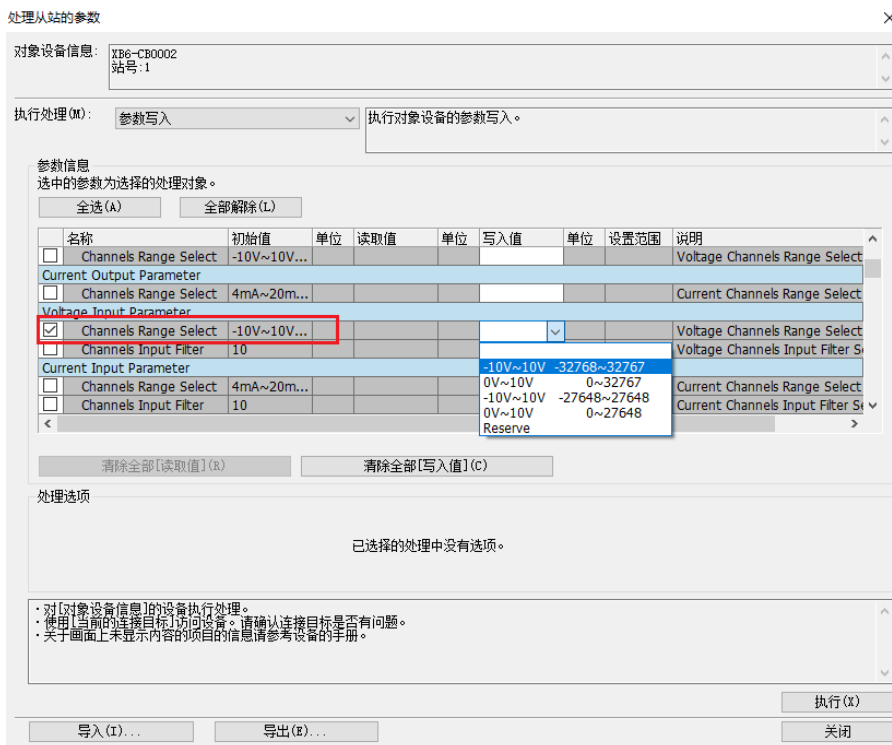 处理从站的参数
对象设备信息:
XB6-CB0002
站号:1
执行处理(M):
参数写入
执行对象设备的参数写入。
参数信息
选中的参数为选择的处理对象。
全选(A) 全部解除(L)
名称 初始值 单位 读取值 单位 写入值 单位 设置范围 说明
Channels Range Select -10V~10V... Voltage Channels Range Select
Current Output Parameter
Channels Range Select 4mA~20m... Current Channels Range Select
Voltage Input Parameter
Channels Range Select -10V~10V... Voltage Channels Range Select
Channels Input Filter 10 Voltage Channels Input Filter
Current Input Parameter
Channels Range Select 4mA~20m... Current Channels Range Select
Channels Input Filter 10 Current Channels Input Filter
-10V~10V -32768~32767
0V~10V 0~32767
-10V~10V -27648~27648
0V~10V 0~27648
Reserve
清除全部[读取值](R) 清除全部[写入值](C)
处理选项
已选择的处理中没有选项。
·对[对象设备信息]的设备执行处理。
·使用[当前的连接目标]访问设备。请确认连接目标是否有问题。
·关于画面上未显示内容的项目的信息请参考设备的手册。
执行(X)
导入(I)... 导出(E)... 关闭